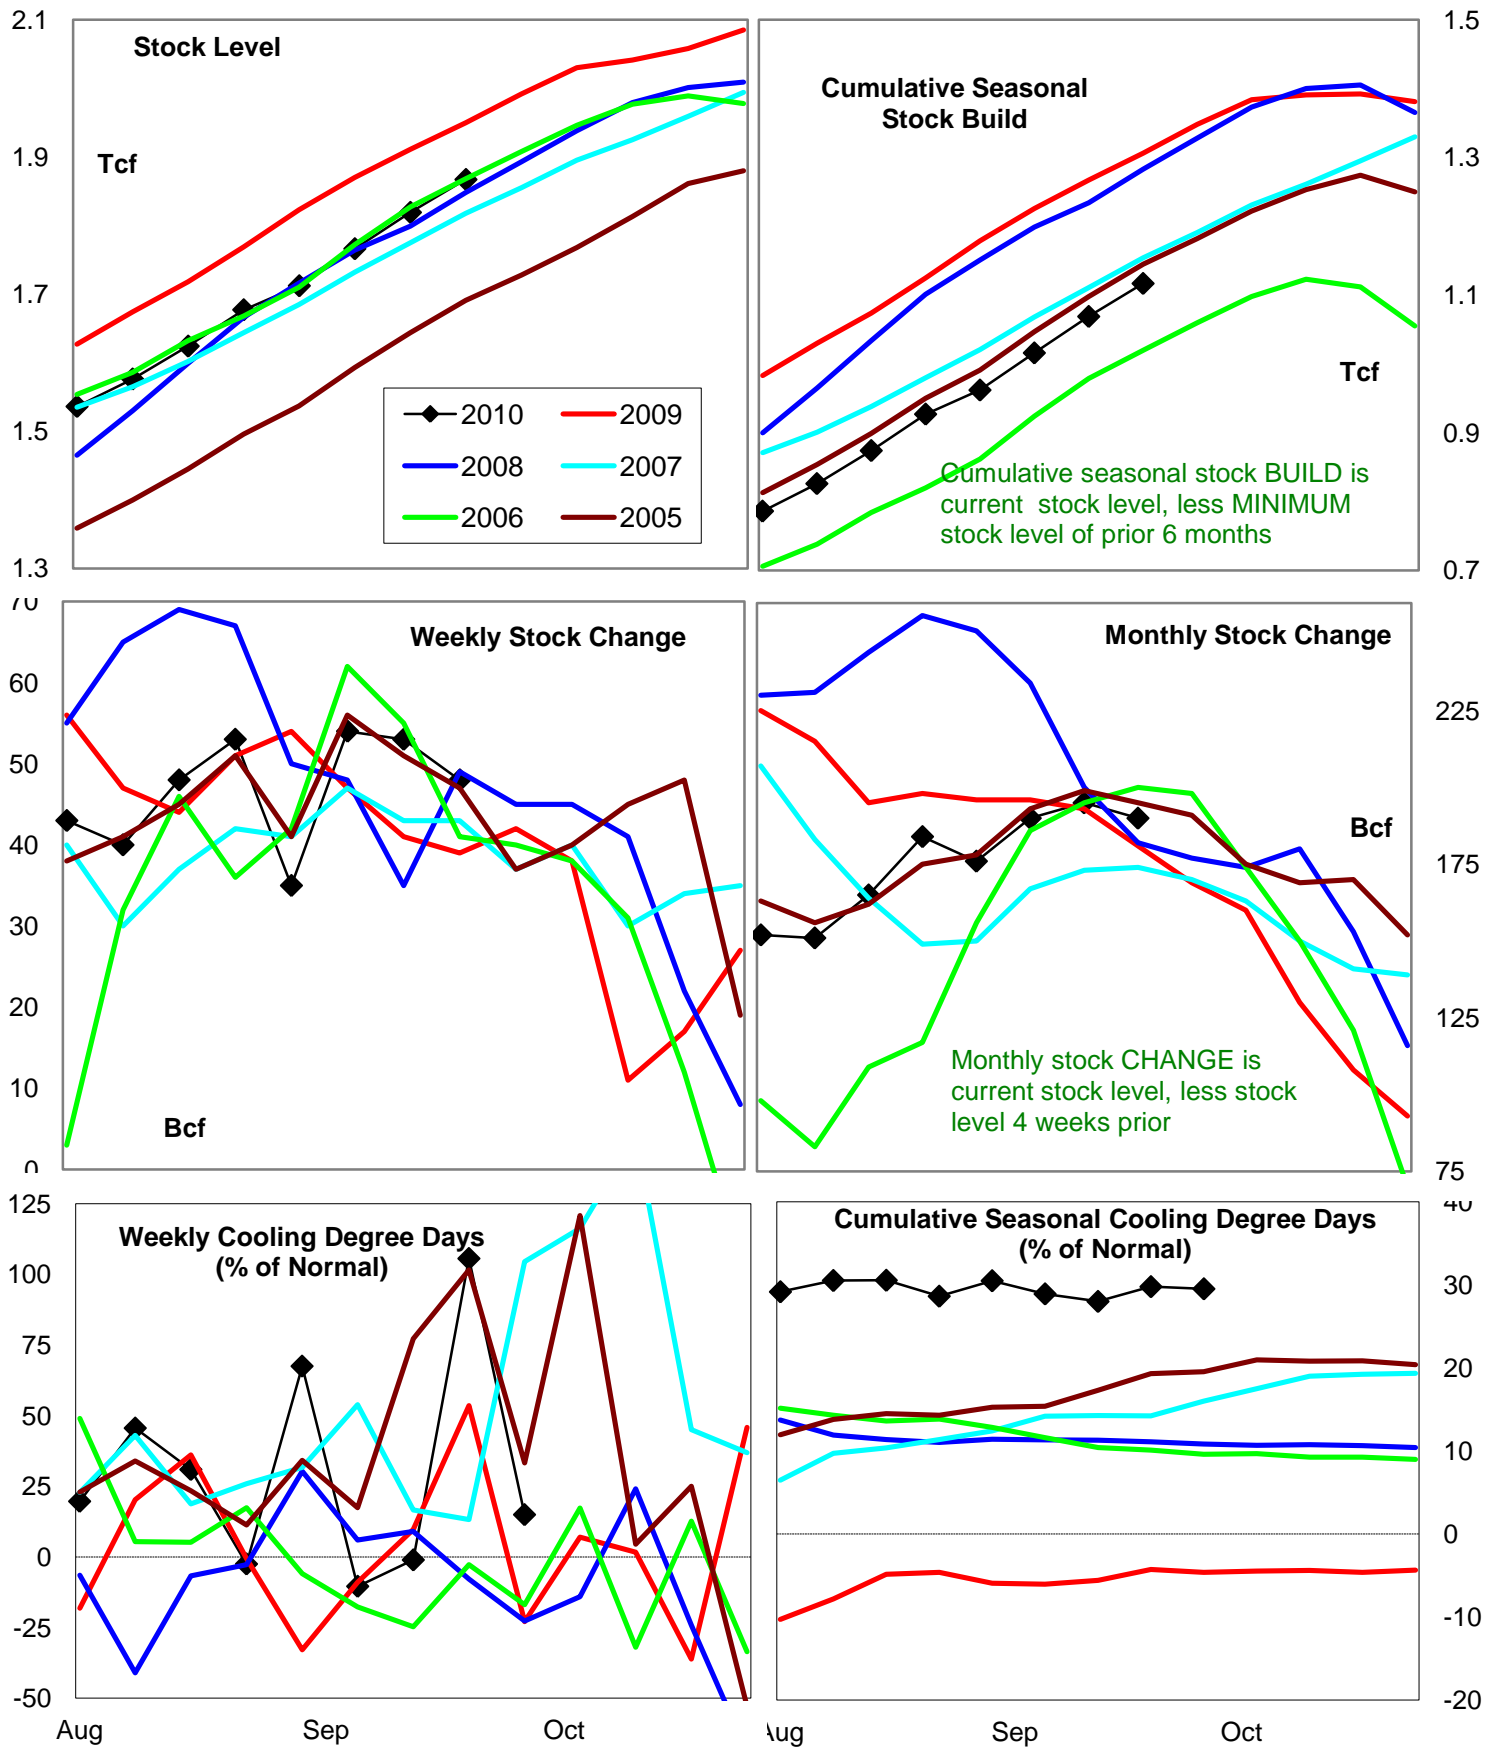 2.1
1.9
1.7
1.5
1.3
Stock Level
Tcf
2010
2009
2008
2007
2006
2005
1.5
1.3
1.1
0.9
0.7
Cumulative Seasonal
Stock Build
Tcf
Cumulative seasonal stock BUILD is
current stock level, less MINIMUM
stock level of prior 6 months
70
60
50
40
30
20
10
0
Weekly Stock Change
Bcf
Monthly Stock Change
225
175
125
75
Bcf
Monthly stock CHANGE is
current stock level, less stock
level 4 weeks prior
125
100
75
50
25
0
-25
-50
Weekly Cooling Degree Days
(% of Normal)
Aug
Sep
Oct
Cumulative Seasonal Cooling Degree Days
(% of Normal)
40
30
20
10
0
-10
-20
Aug
Sep
Oct